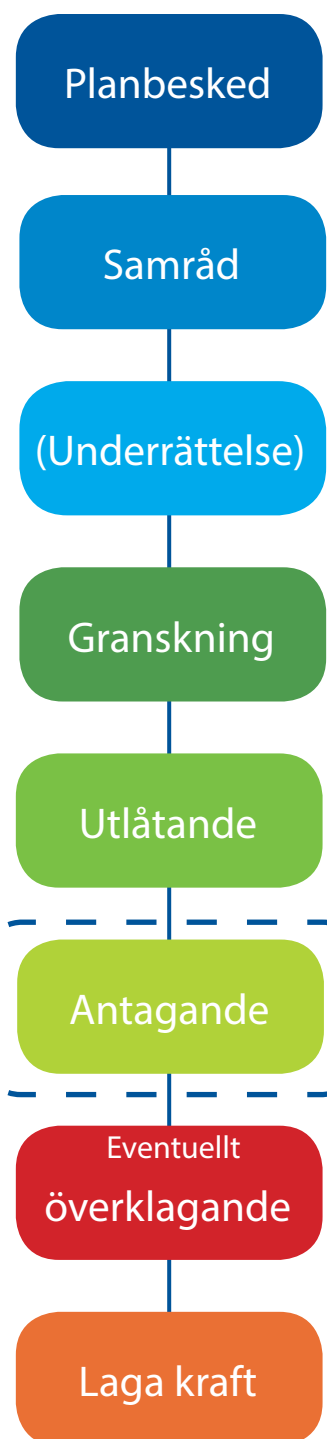 Planbesked
Samråd
(Underrättelse)
Granskning
Utlåtande
Antagande
Eventuellt
överklagande
Laga kraft